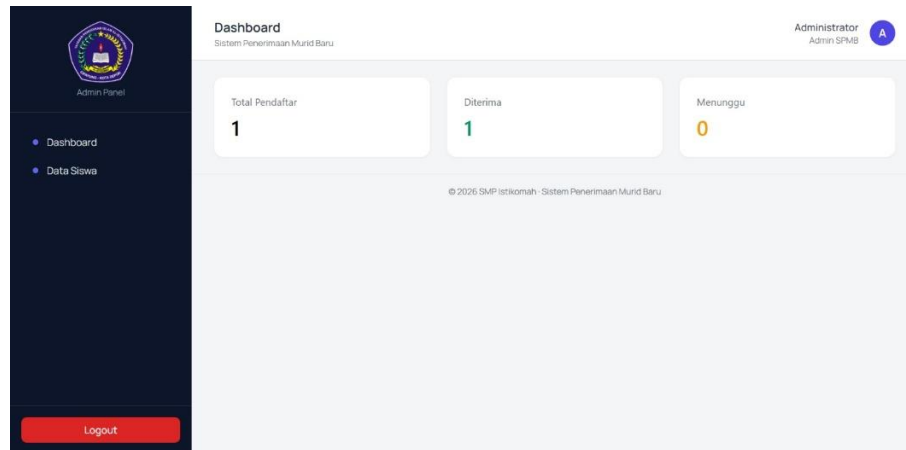 Admin Panel
Dashboard
Data Siswa
Logout
Dashboard
Sistem Penerimaan Murid Baru
Administrator
Admin SPMB
A
Total Pendaftar
1
Diterima
1
Menunggu
0
© 2026 SMP Istikomah · Sistem Penerimaan Murid Baru